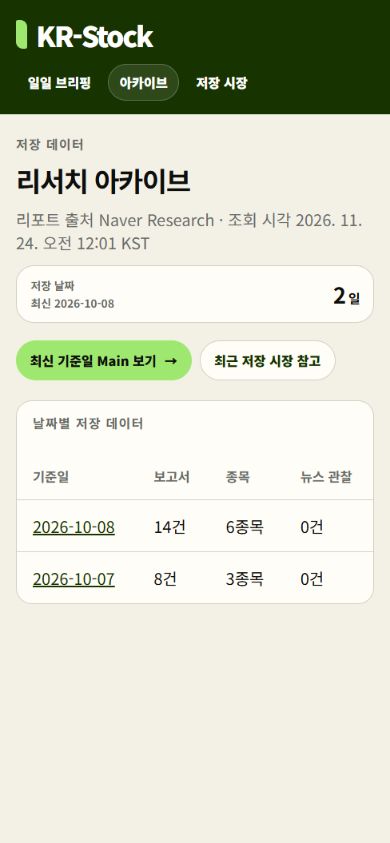 KR-Stock
일일 브리핑 아카이브 저장 시장
저장 데이터
리서치 아카이브
리포트 출처 Naver Research · 조회 시각 2026. 11.
24. 오전 12:01 KST
저장 날짜
최신 2026-10-08
2일
최신 기준일 Main 보기 → 최근 저장 시장 참고
날짜별 저장 데이터
기준일 보고서 종목 뉴스 관찰
2026-10-08 14건 6종목 0건
2026-10-07 8건 3종목 0건